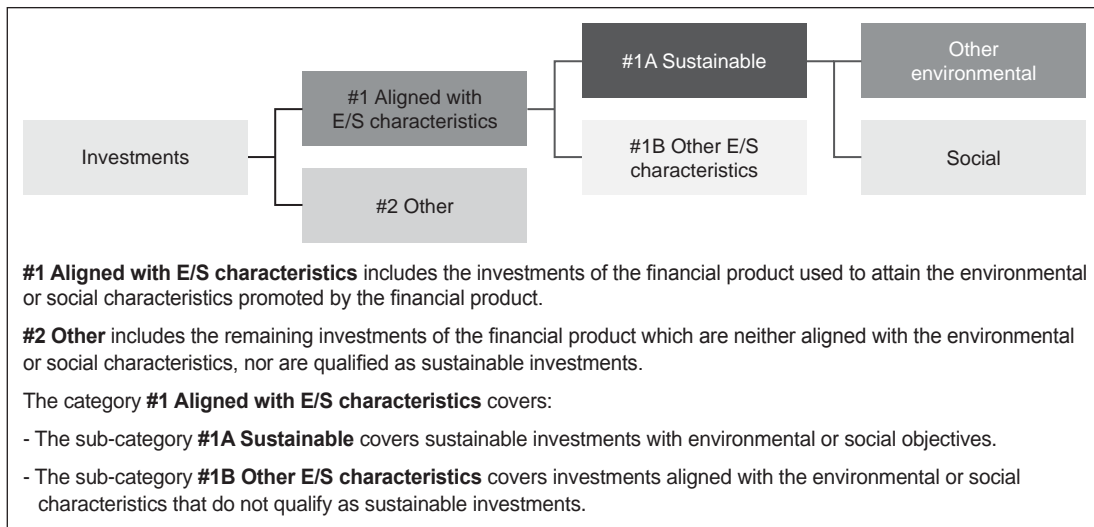 Investments
#1 Aligned with
E/S characteristics
#2 Other
#1A Sustainable
#1B Other E/S
characteristics
Other
environmental
Social
#1 Aligned with E/S characteristics includes the investments of the financial product used to attain the environmental
or social characteristics promoted by the financial product.
#2 Other includes the remaining investments of the financial product which are neither aligned with the environmental
or social characteristics, nor are qualified as sustainable investments.
The category #1 Aligned with E/S characteristics covers:
- The sub-category #1A Sustainable covers sustainable investments with environmental or social objectives.
- The sub-category #1B Other E/S characteristics covers investments aligned with the environmental or social
characteristics that do not qualify as sustainable investments.